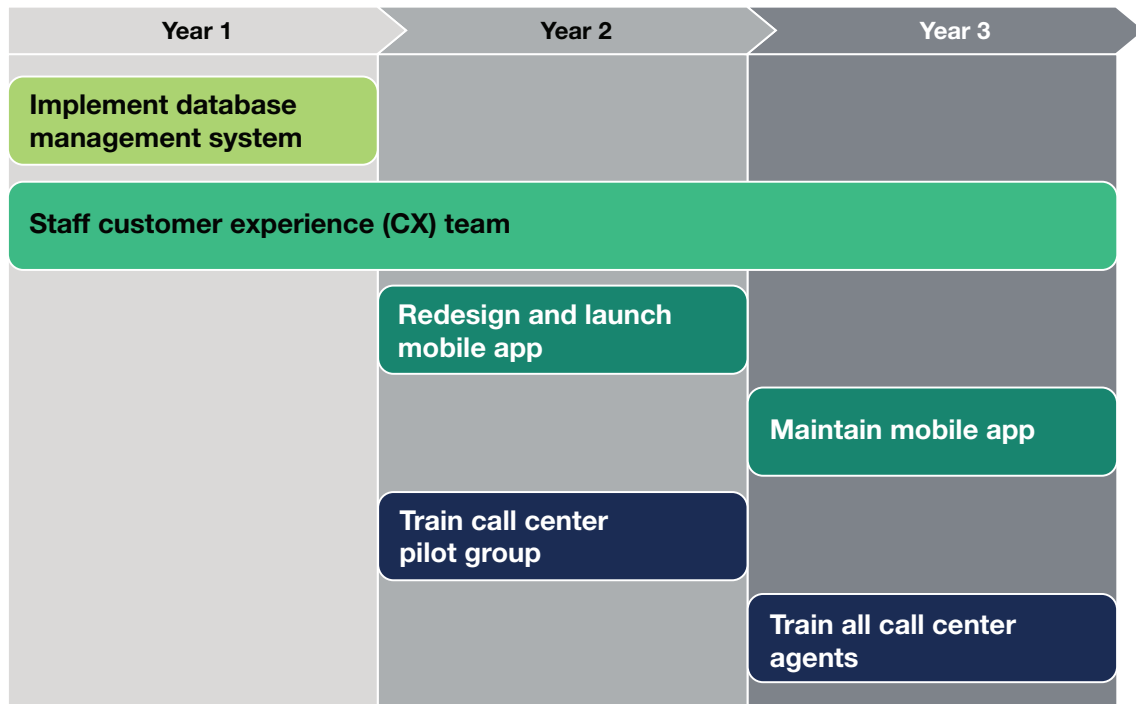 Year 1
Year 2
Year 3
Implement database
management system
Staff customer experience (CX) team
Redesign and launch
mobile app
Maintain mobile app
Train call center
pilot group
Train all call center
agents